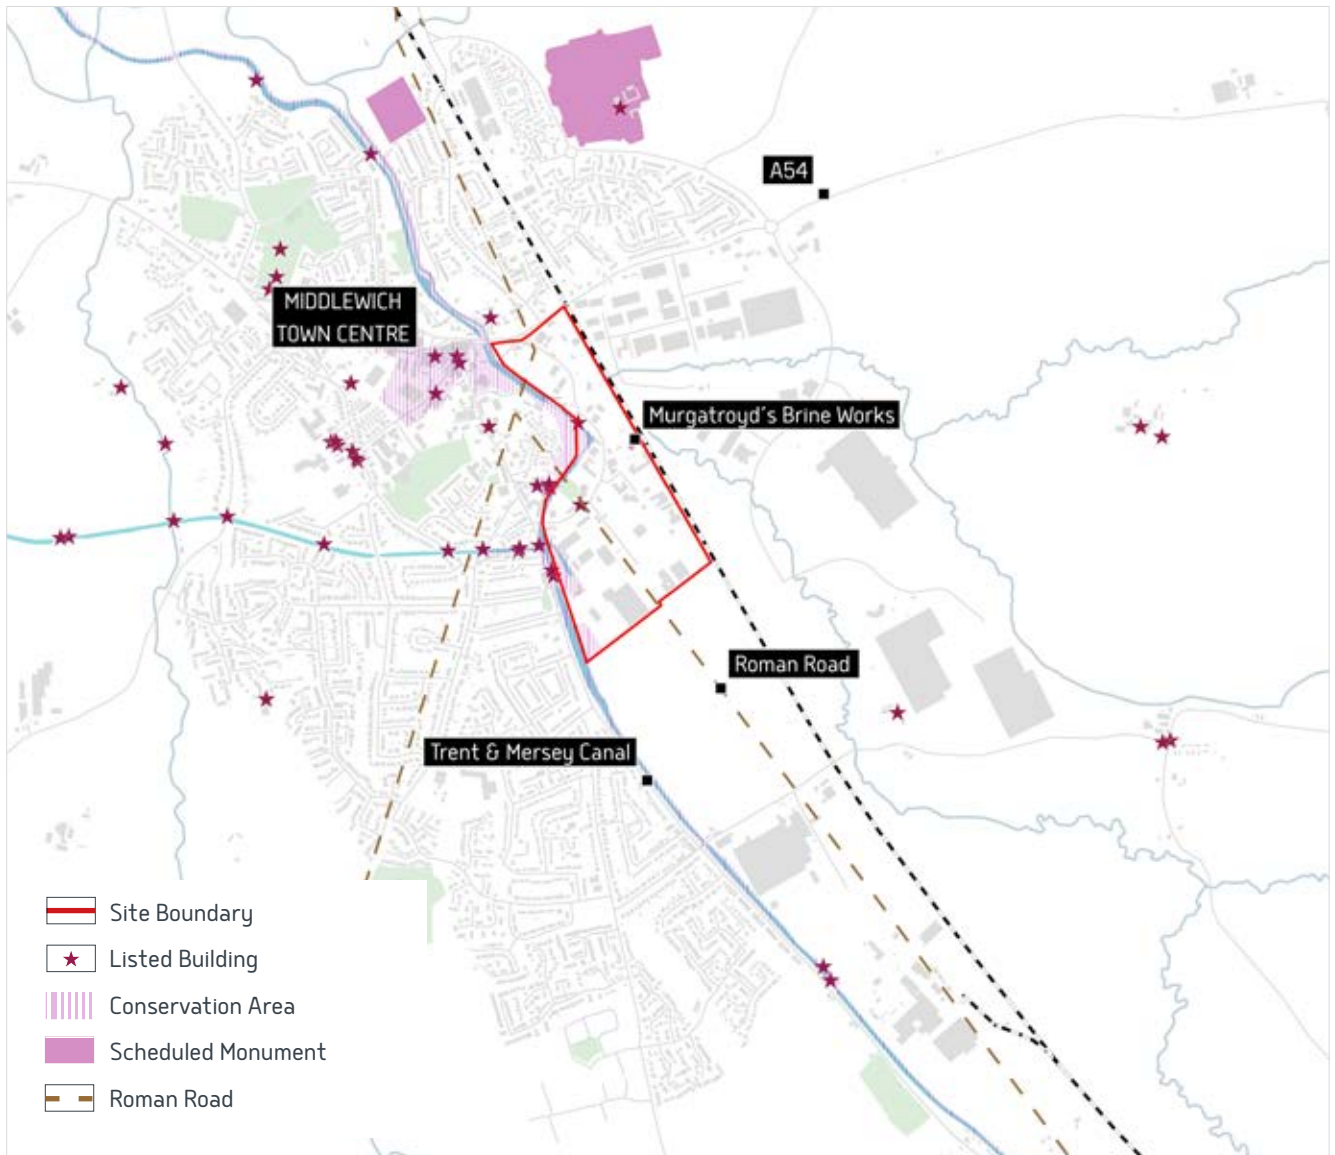 A54
MIDDLEWICH
TOWN CENTRE
Murgatroyd's Brine Works
Roman Road
Trent & Mersey Canal
Site Boundary
Listed Building
Conservation Area
Scheduled Monument
Roman Road